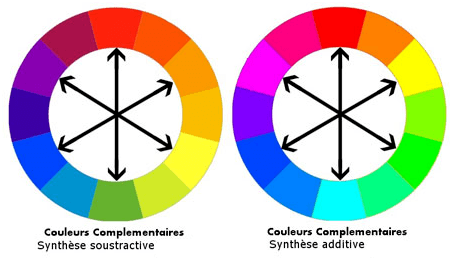 Couleurs Complementaires
Synthèse soustractive
Couleurs Complementaires
Synthèse additive